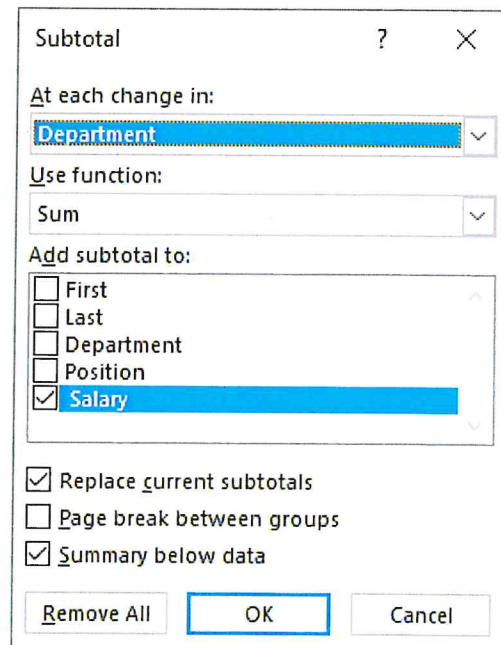 Subtotal ?
At each change in:
Department
Use function:
Sum
Add subtotal to:
First
Last
Department
Position
Salary
Replace current subtotals
Page break between groups
Summary below data
Remove All OK Cancel